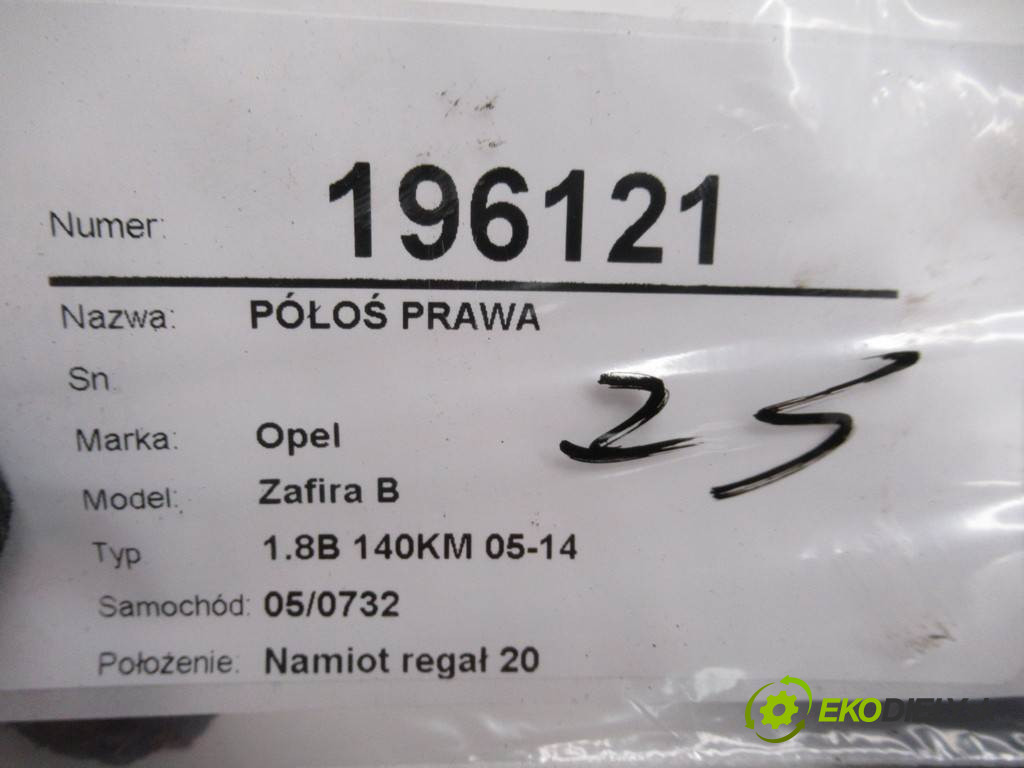 Numer: 196121
Nazwa: PÓŁOŚ PRAWA
Sn.
Marka: Opel
25
Model: Zafira B
Typ 1.8B 140KM 05-14
Samochód: 05/0732
Położenie: Namiot regał 20
EKODIELY